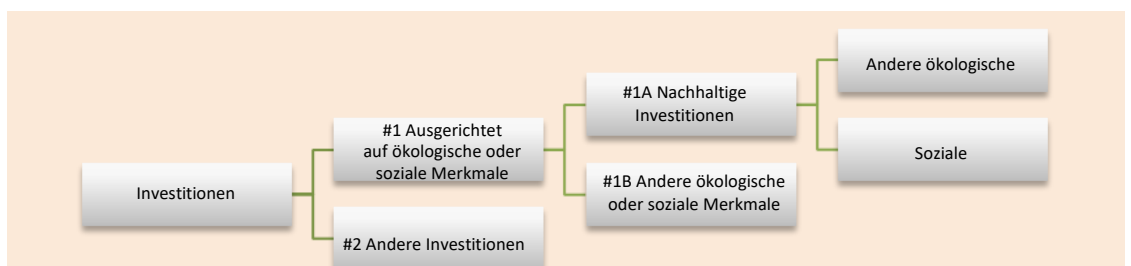 Investitionen
#1 Ausgerichtet
auf ökologische oder
soziale Merkmale
#2 Andere Investitionen
#1A Nachhaltige
Investitionen
#1B Andere ökologische
oder soziale Merkmale
Andere ökologische
Soziale